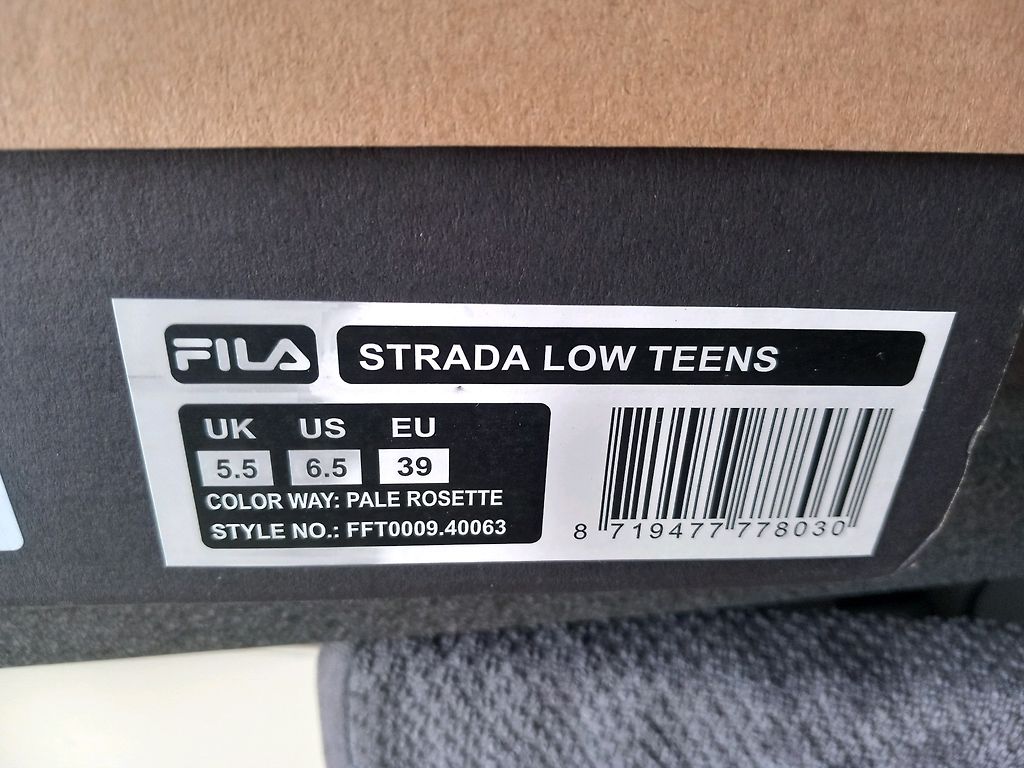 FILA STRADA LOW TEENS
UK US EU
5.5 6.5 39
COLOR WAY: PALE ROSETTE
STYLE NO.: FFT0009.40063
8 719477 778030